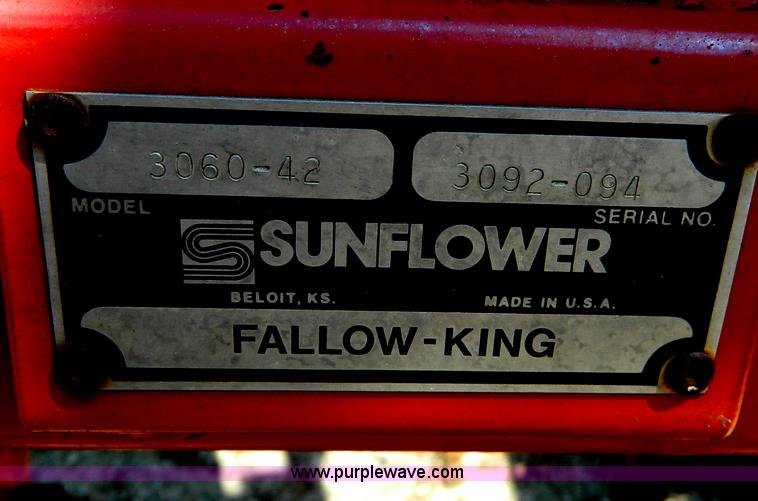 3060-42 3092-094
MODEL SERIAL NO.
SUNFLOWER
BELOIT, KS. MADE IN U.S.A.
FALLOW-KING
www.purplewave.com